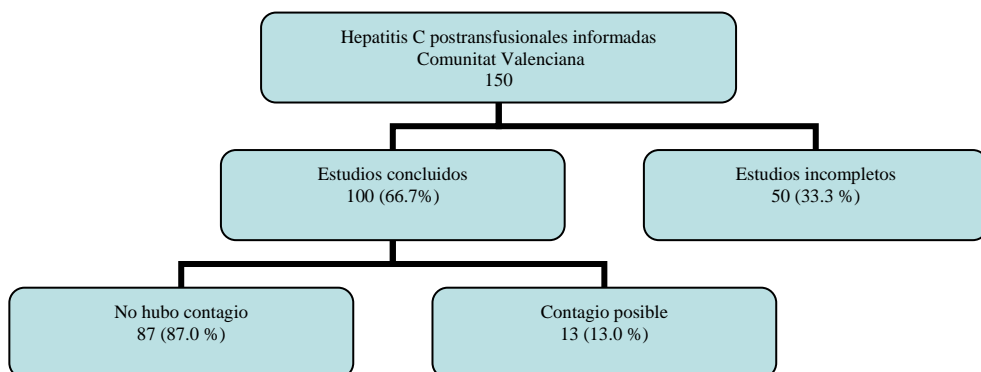 Hepatitis C postransfusionales informadas
Comunitat Valenciana
150
Estudios concluidos
100 (66.7%)
Estudios incompletos
50 (33.3 %)
No hubo contagio
87 (87.0 %)
Contagio posible
13 (13.0 %)